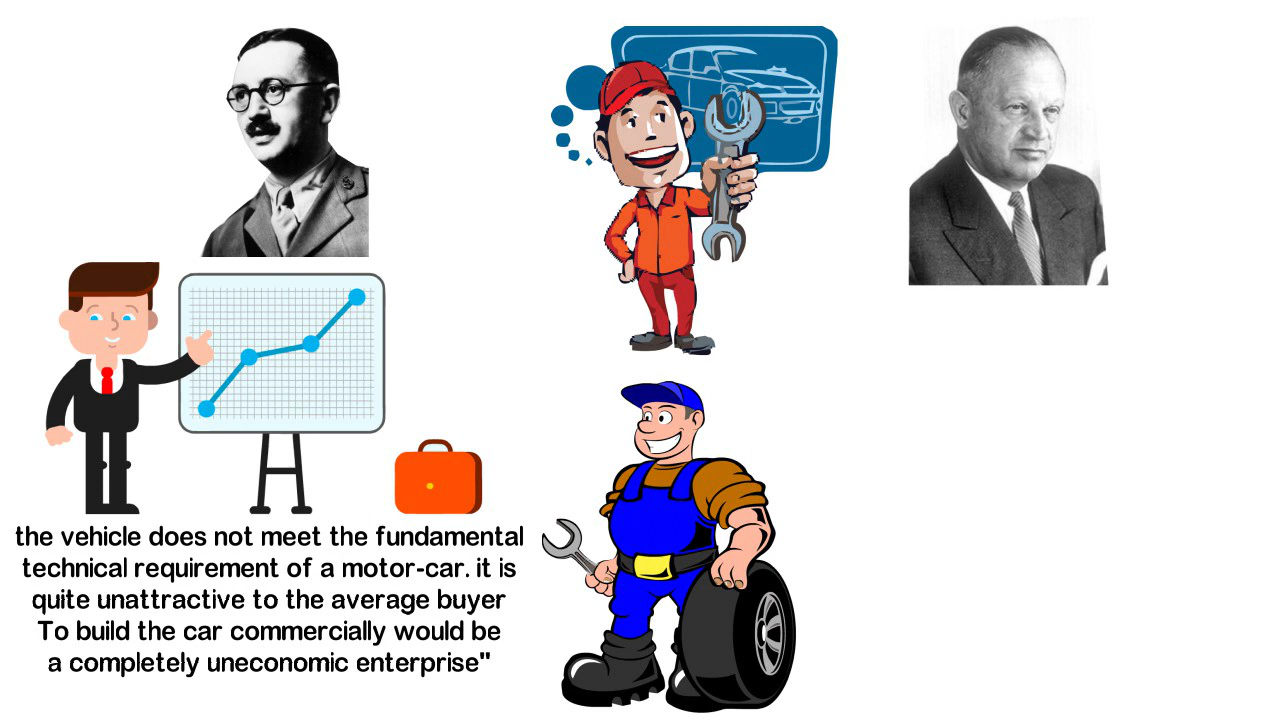 the vehicle does not meet the fundamental
technical requirement of a motor-car. it is
quite unattractive to the average buyer
To build the car commercially would be
a completely uneconomic enterprise"